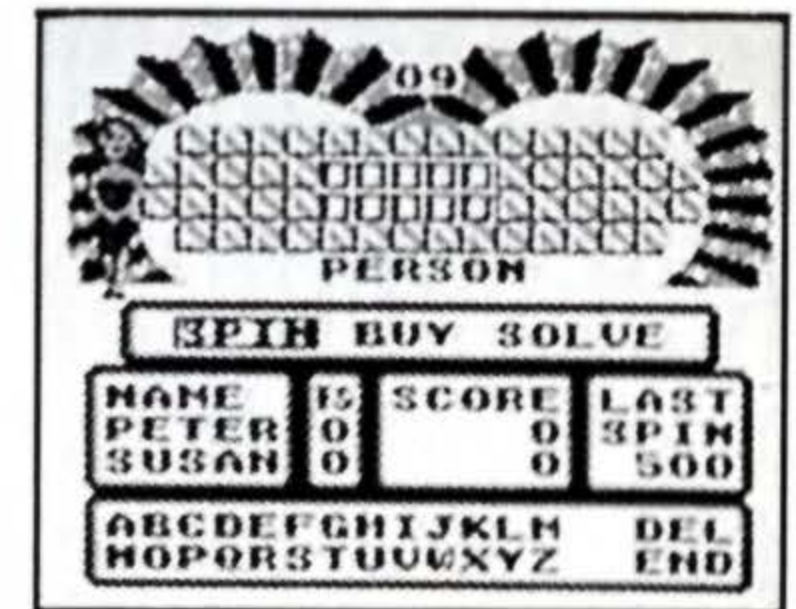 09
PERSON
SPIN BUY SOLVE
NAME FS SCORE LAST
PETER 0 0 SPIN
SUSAN 0 0 500
ABCDEFGHIJKLM DEL
NOPQRSTUVWXYZ END